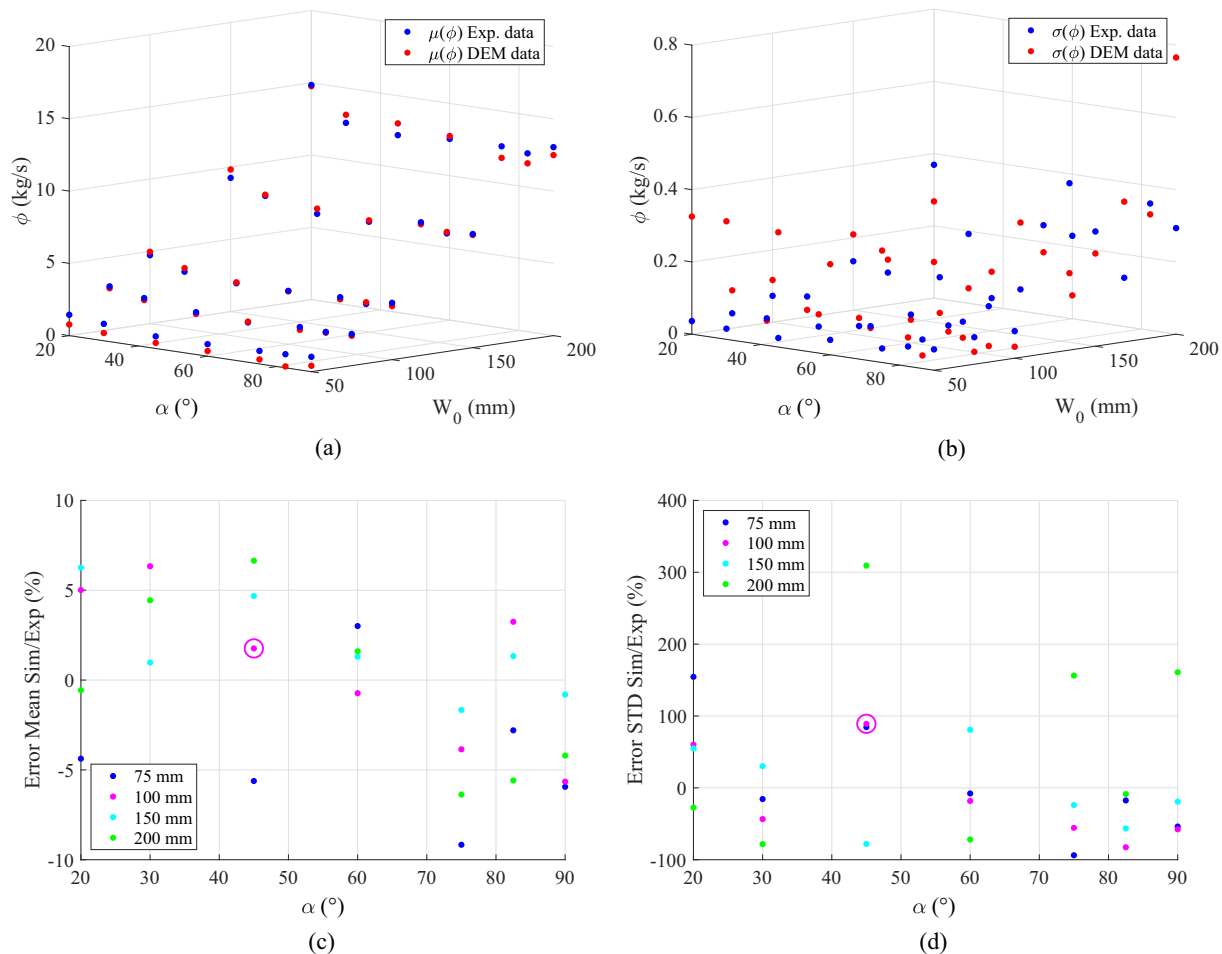 20
15
10
5
0
ϕ (kg/s)
μ(ϕ) Exp. data
μ(ϕ) DEM data
20
40
60
80
α (°)
50
100
150
200
W_0 (mm)
(a)
0.8
0.6
0.4
0.2
0
ϕ (kg/s)
σ(ϕ) Exp. data
σ(ϕ) DEM data
20
40
60
80
α (°)
50
100
150
200
W_0 (mm)
(b)
10
5
0
-5
-10
Error Mean Sim/Exp (%)
75 mm
100 mm
150 mm
200 mm
20 30 40 50 60 70 80 90
α (°)
(c)
400
300
200
100
0
-100
Error STD Sim/Exp (%)
75 mm
100 mm
150 mm
200 mm
20 30 40 50 60 70 80 90
α (°)
(d)